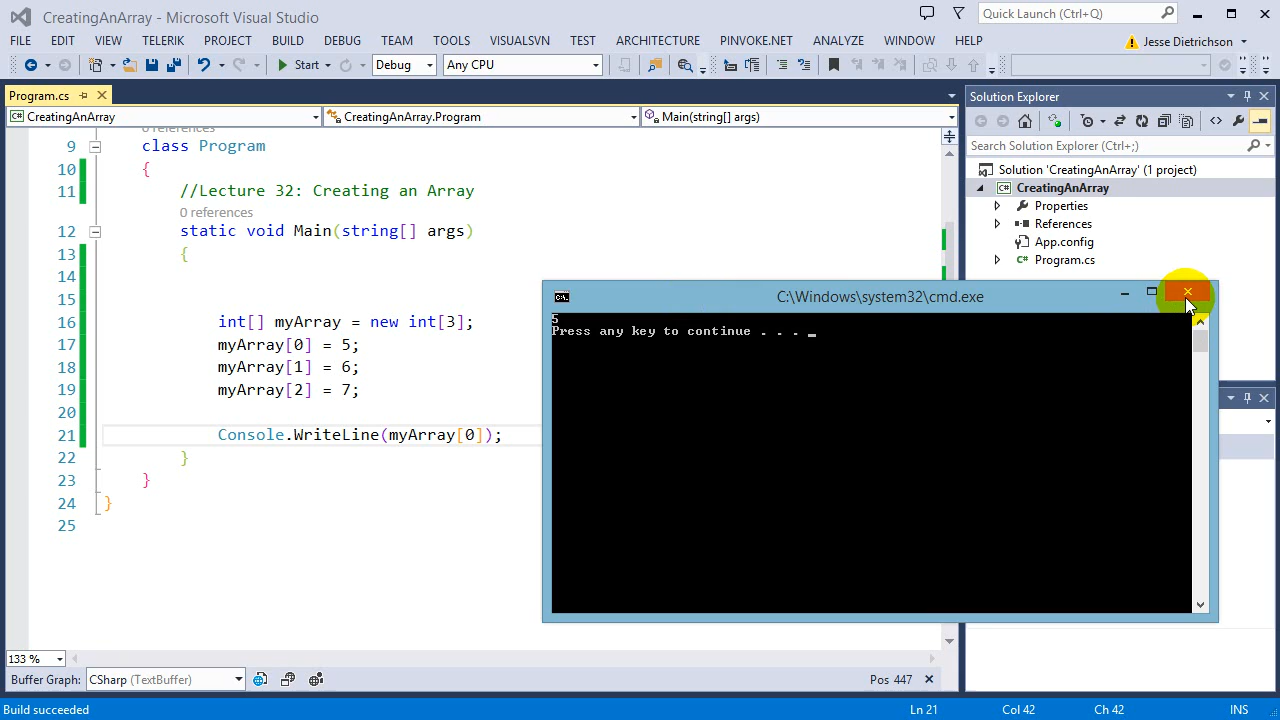 CreatingAnArray - Microsoft Visual Studio
Quick Launch (Ctrl+Q)
FILE EDIT VIEW TELERIK PROJECT BUILD DEBUG TEAM TOOLS VISUALSVN TEST ARCHITECTURE PINVOKE.NET ANALYZE WINDOW HELP
Jesse Dietrichson
Start Debug Any CPU
Program.cs
CreatingAnArray CreatingAnArray.Program Main(string[] args)
0 references
9 class Program
10 {
11 //Lecture 32: Creating an Array
0 references
12 static void Main(string[] args)
13 {
14
15
16 int[] myArray = new int[3];
17 myArray[0] = 5;
18 myArray[1] = 6;
19 myArray[2] = 7;
20
21 Console.WriteLine(myArray[0]);
22 }
23 }
24 }
25
133 %
Buffer Graph: CSharp (TextBuffer)
Pos 447
Solution Explorer
Search Solution Explorer (Ctrl+;)
Solution 'CreatingAnArray' (1 project)
CreatingAnArray
Properties
References
App.config
Program.cs
C:\Windows\system32\cmd.exe
5
Press any key to continue . . . _
Build succeeded
Ln 21
Col 42
Ch 42
INS